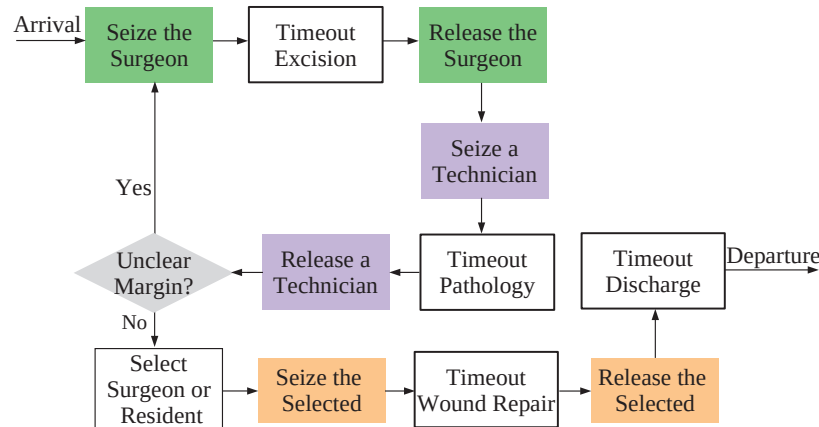 Arrival
Seize the
Surgeon
Timeout
Excision
Release the
Surgeon
Seize a
Technician
Yes
Unclear
Margin?
Release a
Technician
Timeout
Pathology
Timeout
Discharge
Departure
No
Select
Surgeon or
Resident
Seize the
Selected
Timeout
Wound Repair
Release the
Selected